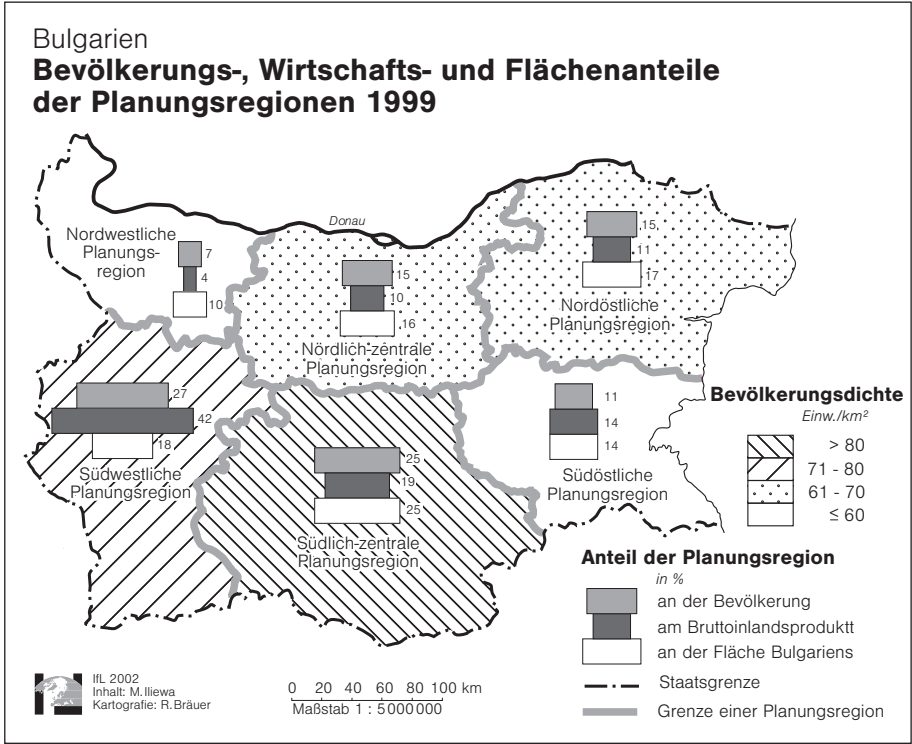 Bulgarien
Bevölkerungs-, Wirtschafts- und Flächenanteile
der Planungsregionen 1999
Donau
Nordwestliche
Planungs-
region
7
4
10
15
10
16
Nördlich-zentrale
Planungsregion
15
11
17
Nordöstliche
Planungsregion
27
42
18
Südwestliche
Planungsregion
25
19
25
Südlich-zentrale
Planungsregion
11
14
14
Südöstliche
Planungsregion
Bevölkerungsdichte
Einw./km²
> 80
71 - 80
61 - 70
≤ 60
Anteil der Planungsregion
in %
an der Bevölkerung
am Bruttoinlandsproduktt
an der Fläche Bulgariens
Staatsgrenze
Grenze einer Planungsregion
IfL 2002
Inhalt: M. Iliewa
Kartografie: R. Bräuer
0 20 40 60 80 100 km
Maßstab 1 : 5 000 000